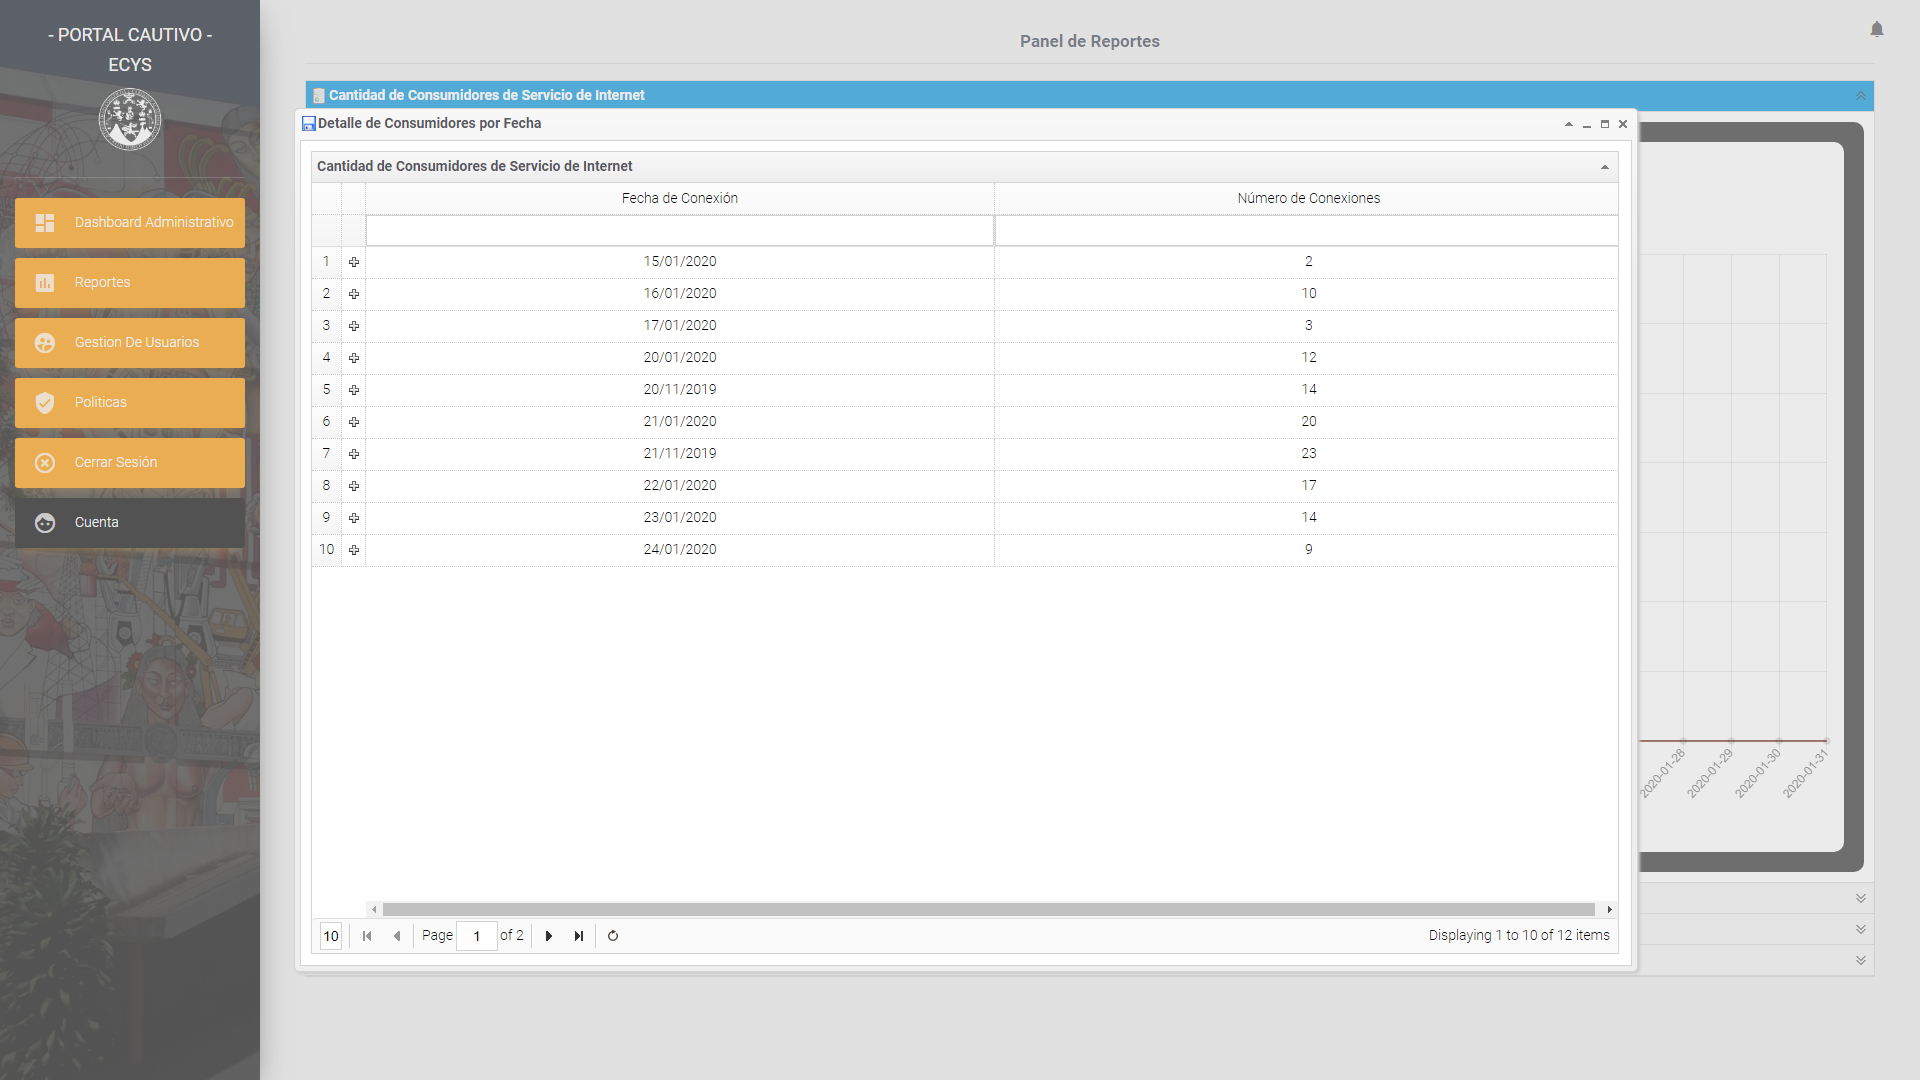 - PORTAL CAUTIVO -
ECYS
Dashboard Administrativo
Reportes
Gestion De Usuarios
Politicas
Cerrar Sesión
Cuenta
Panel de Reportes
Cantidad de Consumidores de Servicio de Internet
Detalle de Consumidores por Fecha
Cantidad de Consumidores de Servicio de Internet
Fecha de Conexión Número de Conexiones
1 15/01/2020 2
2 16/01/2020 10
3 17/01/2020 3
4 20/01/2020 12
5 20/11/2019 14
6 21/01/2020 20
7 21/11/2019 23
8 22/01/2020 17
9 23/01/2020 14
10 24/01/2020 9
10 Page 1 of 2 Displaying 1 to 10 of 12 items
2020-01-28
2020-01-29
2020-01-30
2020-01-31